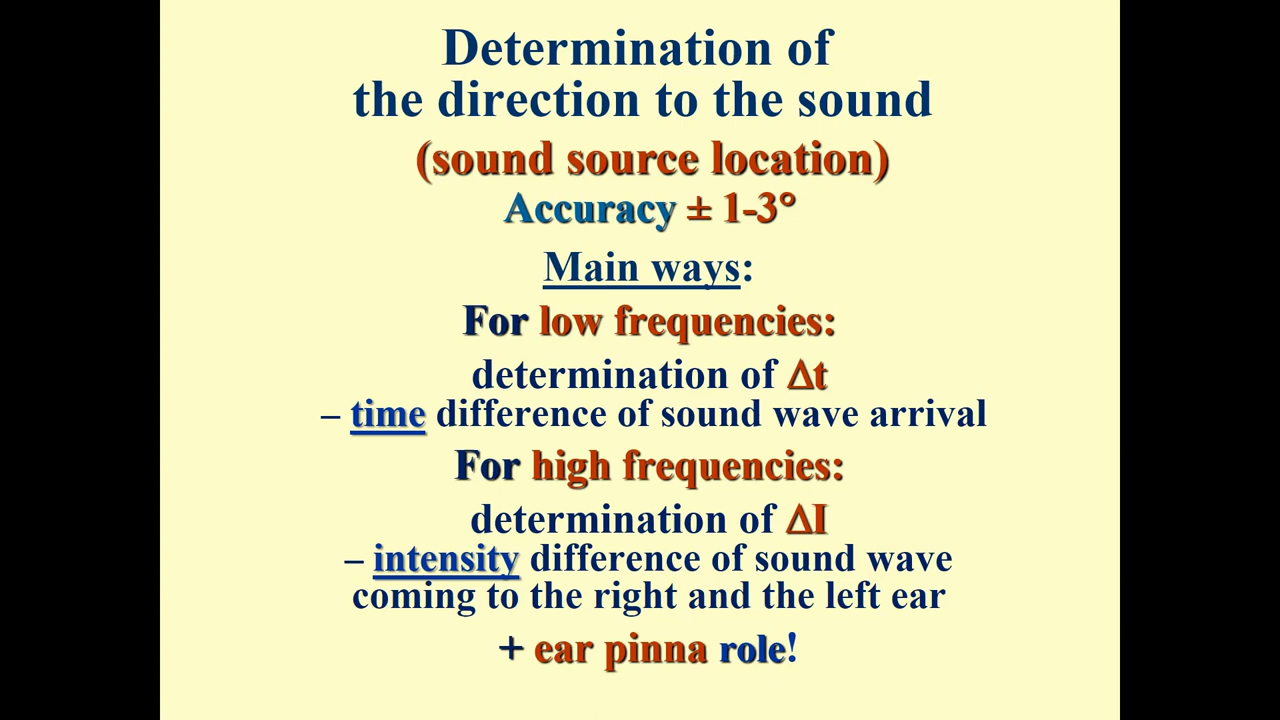 Determination of
the direction to the sound
(sound source location)
Accuracy ± 1-3°
Main ways:
For low frequencies:
determination of Δt
– time difference of sound wave arrival
For high frequencies:
determination of ΔI
– intensity difference of sound wave
coming to the right and the left ear
+ ear pinna role!